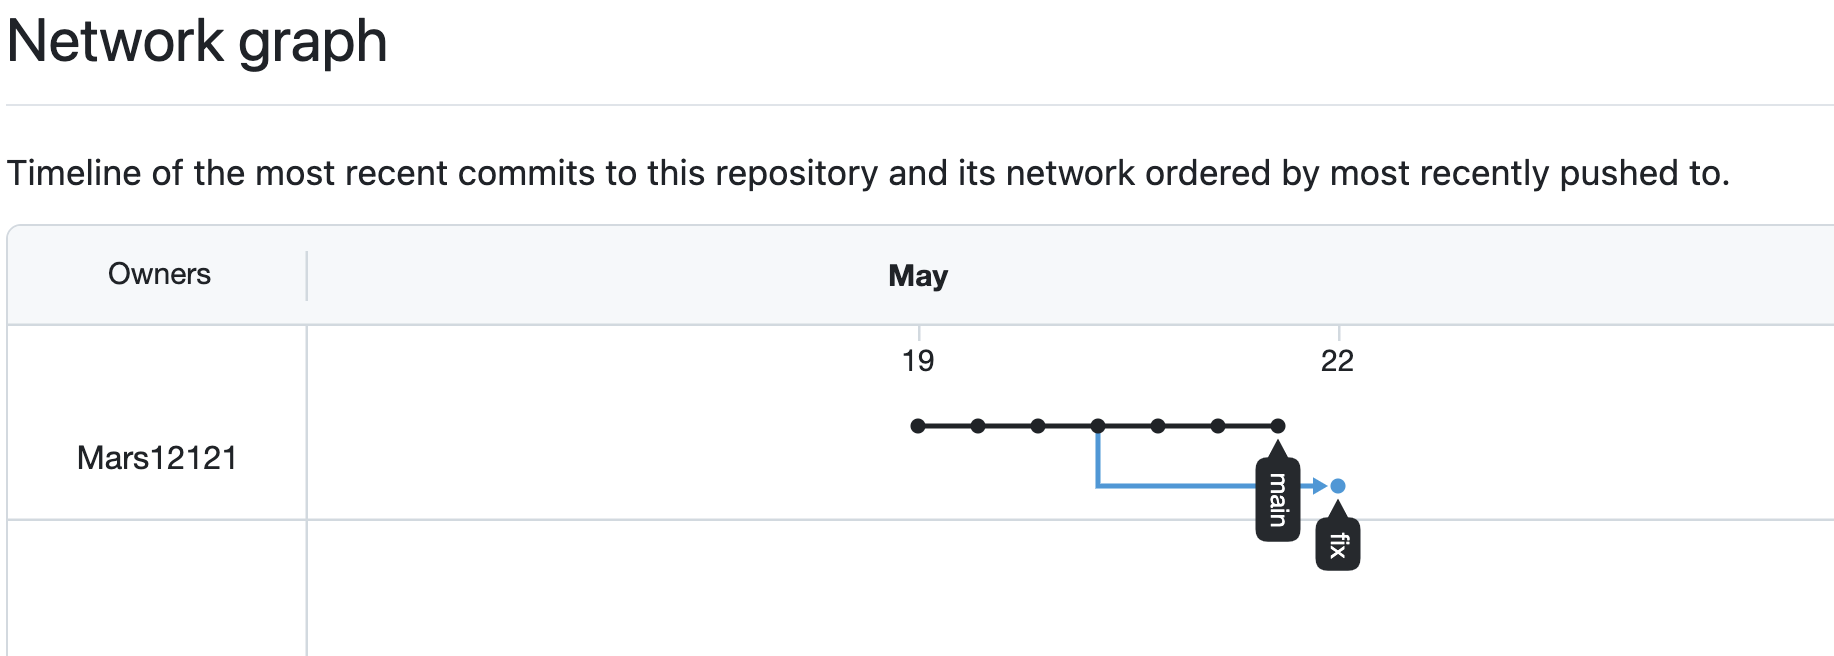 Network graph
Timeline of the most recent commits to this repository and its network ordered by most recently pushed to.
Owners
May
19
22
Mars12121
main
fix